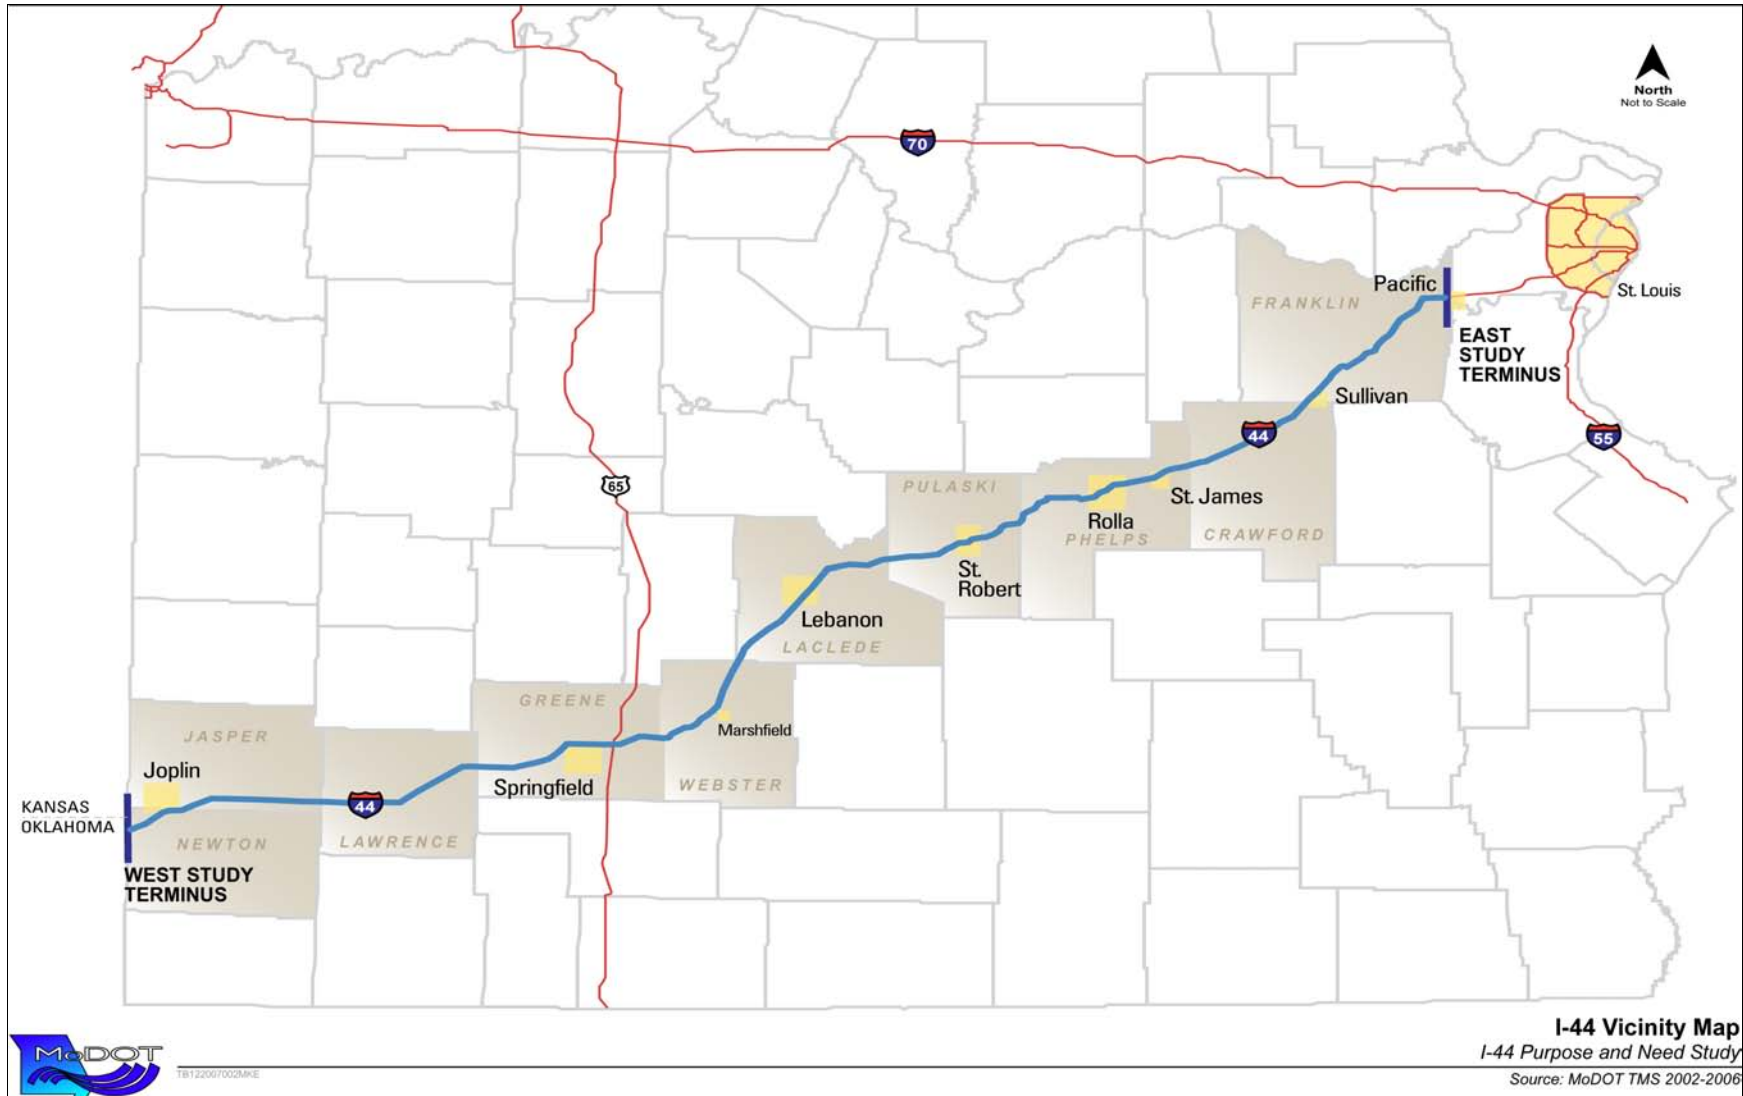 North
Not to Scale
70
St. Louis
Pacific
FRANKLIN
EAST
STUDY
TERMINUS
Sullivan
44
55
65
PULASKI
St. James
Rolla
PHELPS
CRAWFORD
St.
Robert
Lebanon
LACLEDE
GREENE
Marshfield
JASPER
Joplin
Springfield
WEBSTER
KANSAS
OKLAHOMA
44
NEWTON
LAWRENCE
WEST STUDY
TERMINUS
I-44 Vicinity Map
I-44 Purpose and Need Study
Source: MoDOT TMS 2002-2006
MoDOT
TB122007002MKE